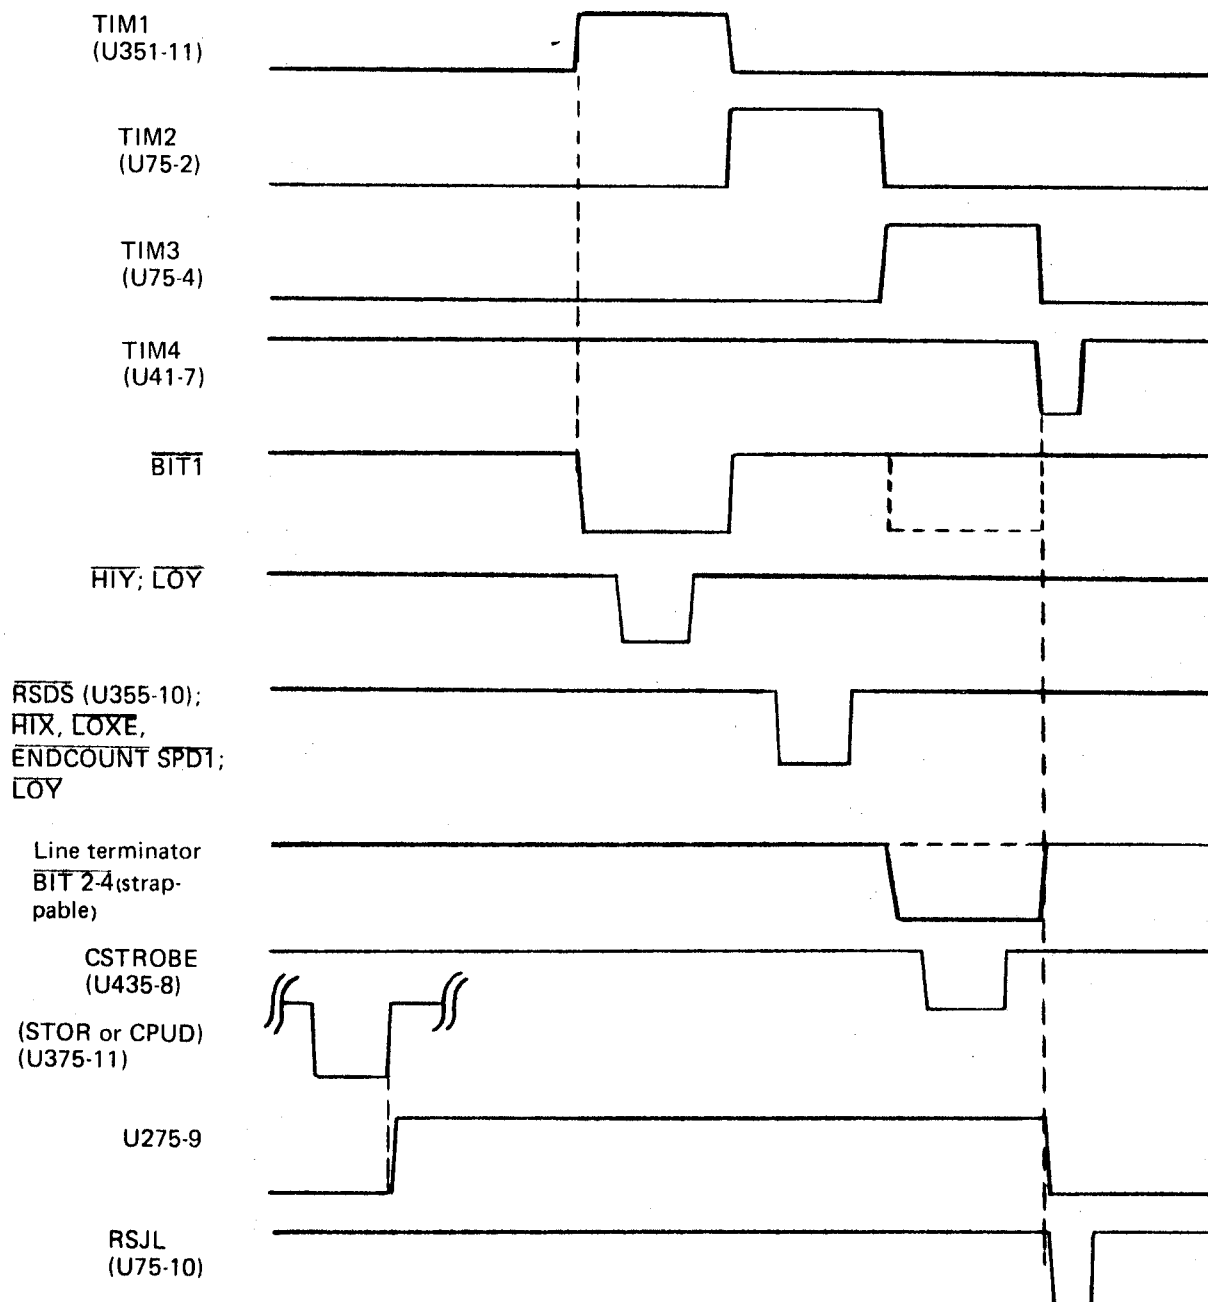 TIM1
(U351-11)
TIM2
(U75-2)
TIM3
(U75-4)
TIM4
(U41-7)
BIT1
HIY; LOY
RSDS (U355-10);
HIX, LOXE,
ENDCOUNT SPD1;
LOY
Line terminator
BIT 2-4(strap-
pable)
CSTROBE
(U435-8)
(STOR or CPUD)
(U375-11)
U275-9
RSJL
(U75-10)